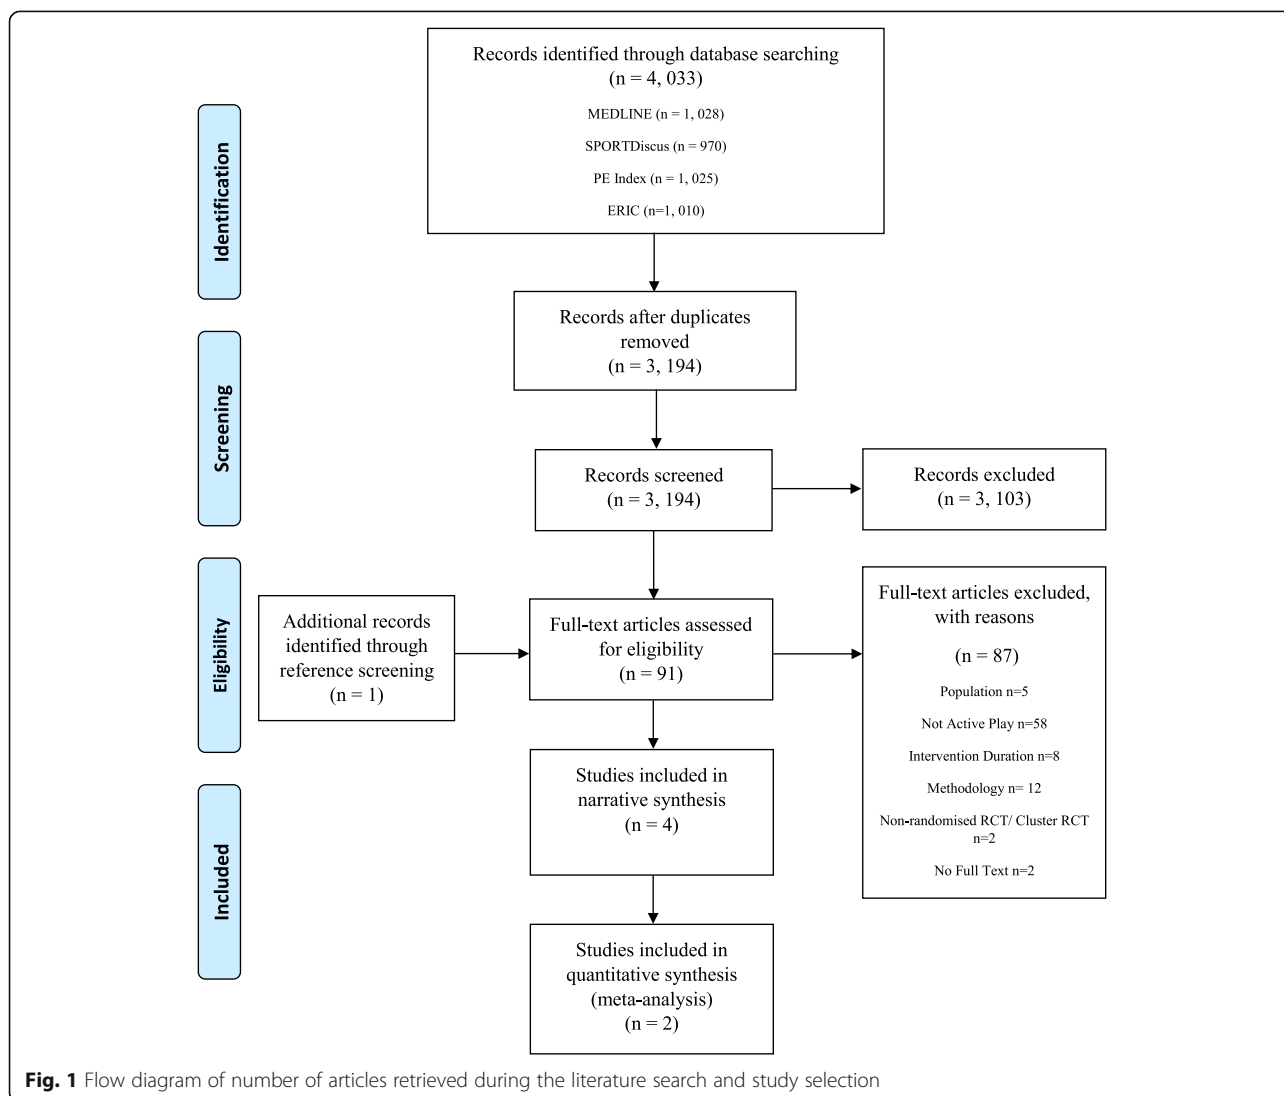 Records identified through database searching
(n = 4, 033)
MEDLINE (n = 1, 028)
SPORTDiscus (n = 970)
PE Index (n = 1, 025)
ERIC (n=1, 010)
Identification
Records after duplicates
removed
(n = 3, 194)
Screening
Records screened
(n = 3, 194)
Records excluded
(n = 3, 103)
Eligibility
Additional records
identified through
reference screening
(n = 1)
Full-text articles assessed
for eligibility
(n = 91)
Full-text articles excluded,
with reasons
(n = 87)
Population n=5
Not Active Play n=58
Intervention Duration n=8
Methodology n= 12
Non-randomised RCT/ Cluster RCT
n=2
No Full Text n=2
Included
Studies included in
narrative synthesis
(n = 4)
Studies included in
quantitative synthesis
(meta-analysis)
(n = 2)
Fig. 1 Flow diagram of number of articles retrieved during the literature search and study selection